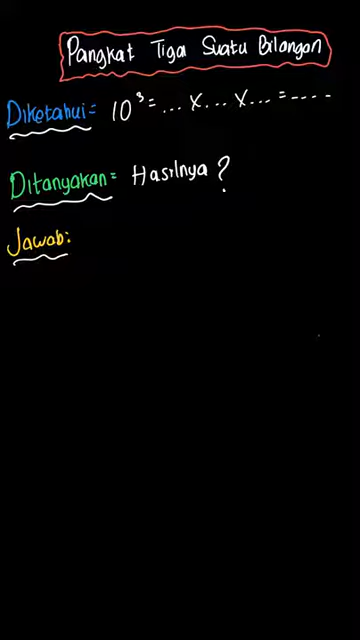 Pangkat Tiga Suatu Bilangan
Diketahui = 10³ = ... x ... x ... = ----
Ditanyakan = Hasilnya ?
Jawab: